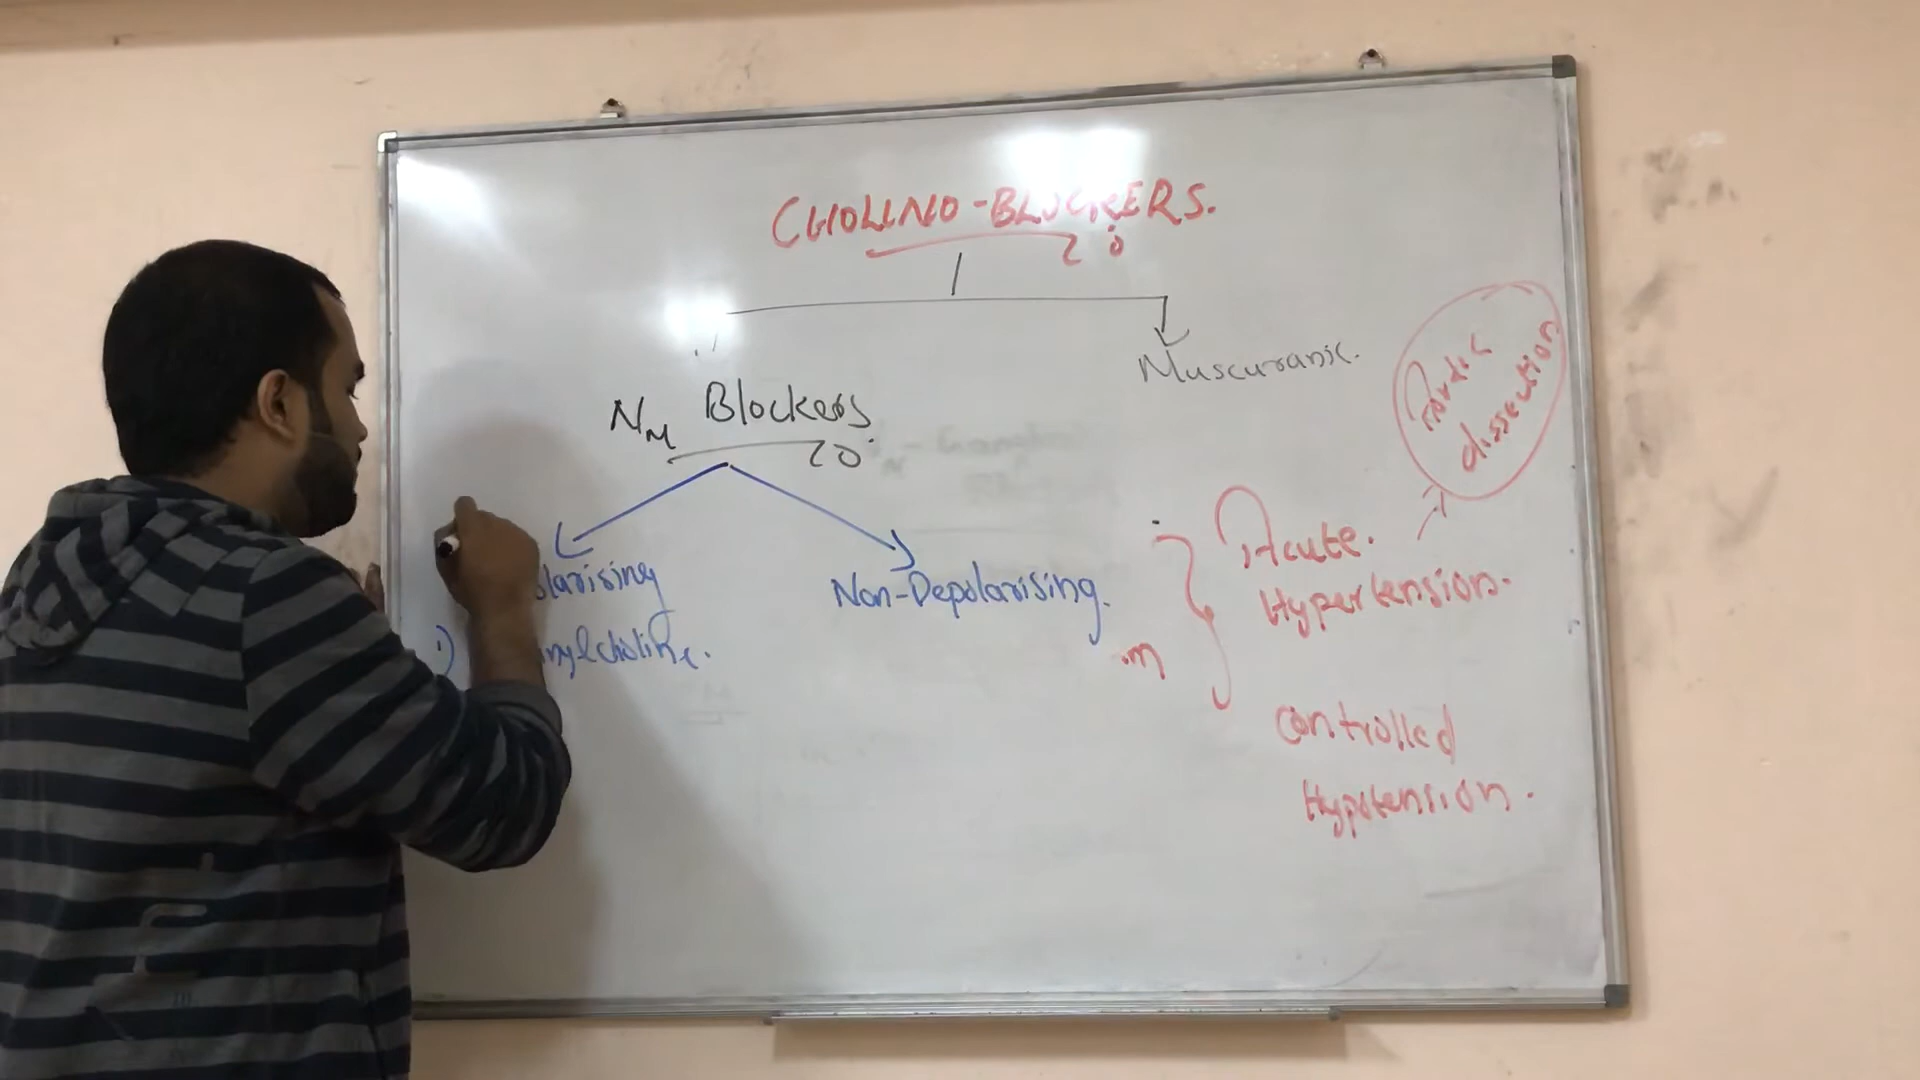 CHOLINO-BLOCKERS.
Muscuranic.
NM Blockers
Aortic
dissection
Acute.
Hypertension.
Non-Depolarising.
controlled
Hypotension.